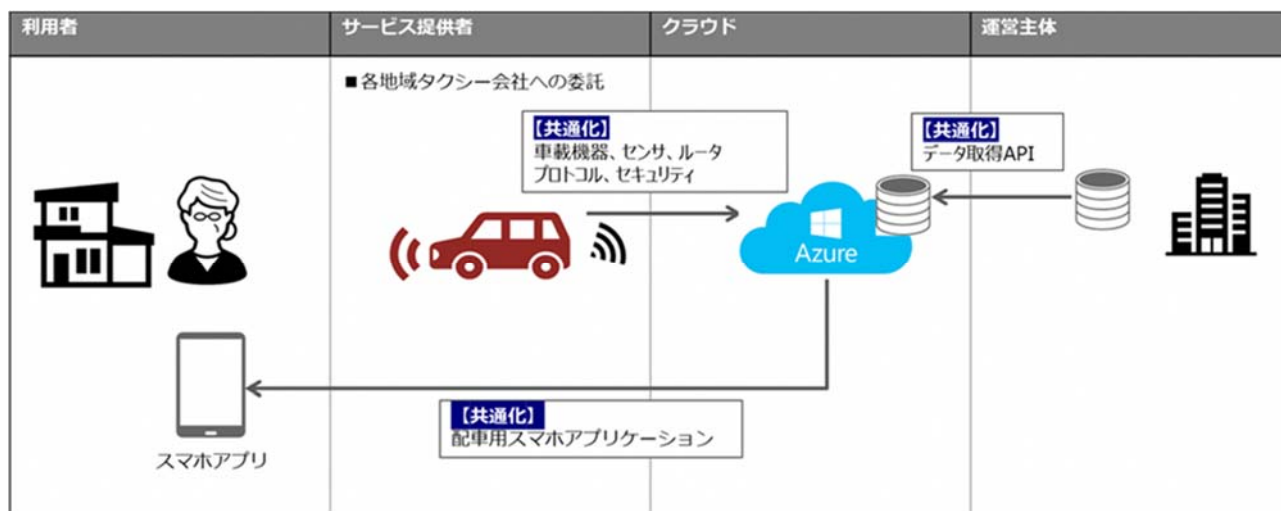 利用者
サービス提供者
クラウド
運営主体
■各地域タクシー会社への委託
【共通化】
車載機器、センサ、ルータ
プロトコル、セキュリティ
【共通化】
データ取得API
Azure
【共通化】
配車用スマホアプリケーション
スマホアプリ